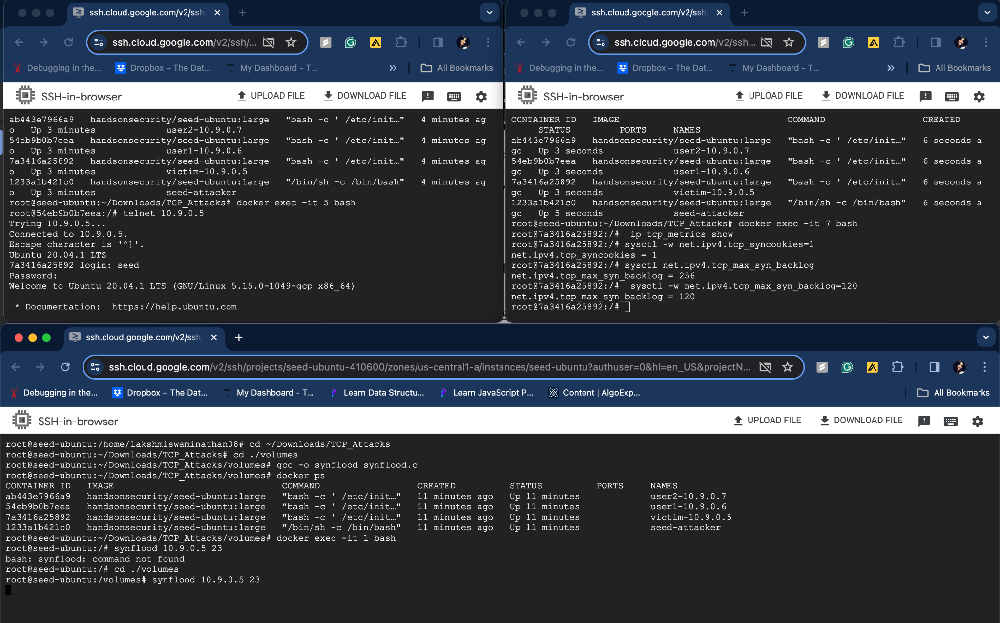 ssh.cloud.google.com/v2/ssh
ssh.cloud.google.com/v2/ssh/...
Debugging in the... Dropbox – The Dat... My Dashboard - T... » All Bookmarks
SSH-in-browser UPLOAD FILE DOWNLOAD FILE
ab443e7966a9 handsonsecurity/seed-ubuntu:large "bash -c ' /etc/init…" 4 minutes ag
o Up 3 minutes user2-10.9.0.7
54eb9b0b7eea handsonsecurity/seed-ubuntu:large "bash -c ' /etc/init…" 4 minutes ag
o Up 3 minutes user1-10.9.0.6
7a3416a25892 handsonsecurity/seed-ubuntu:large "bash -c ' /etc/init…" 4 minutes ag
o Up 3 minutes victim-10.9.0.5
1233a1b421c0 handsonsecurity/seed-ubuntu:large "/bin/sh -c /bin/bash" 4 minutes ag
o Up 3 minutes seed-attacker
root@seed-ubuntu:~/Downloads/TCP_Attacks# docker exec -it 5 bash
root@54eb9b0b7eea:/# telnet 10.9.0.5
Trying 10.9.0.5...
Connected to 10.9.0.5.
Escape character is '^]'.
Ubuntu 20.04.1 LTS
7a3416a25892 login: seed
Password:
Welcome to Ubuntu 20.04.1 LTS (GNU/Linux 5.15.0-1049-gcp x86_64)
* Documentation: https://help.ubuntu.com
ssh.cloud.google.com/v2/ssh
ssh.cloud.google.com/v2/ssh...
Debugging in the... Dropbox – The Dat... My Dashboard - T... » All Bookmarks
SSH-in-browser UPLOAD FILE DOWNLOAD FILE
CONTAINER ID IMAGE COMMAND CREATED
STATUS PORTS NAMES
ab443e7966a9 handsonsecurity/seed-ubuntu:large "bash -c ' /etc/init…" 6 seconds a
go Up 3 seconds user2-10.9.0.7
54eb9b0b7eea handsonsecurity/seed-ubuntu:large "bash -c ' /etc/init…" 6 seconds a
go Up 3 seconds user1-10.9.0.6
7a3416a25892 handsonsecurity/seed-ubuntu:large "bash -c ' /etc/init…" 6 seconds a
go Up 3 seconds victim-10.9.0.5
1233a1b421c0 handsonsecurity/seed-ubuntu:large "/bin/sh -c /bin/bash" 6 seconds a
go Up 5 seconds seed-attacker
root@seed-ubuntu:~/Downloads/TCP_Attacks# docker exec -it 7 bash
root@7a3416a25892:/#  ip tcp_metrics show
root@7a3416a25892:/# sysctl -w net.ipv4.tcp_syncookies=1
net.ipv4.tcp_syncookies = 1
root@7a3416a25892:/# sysctl net.ipv4.tcp_max_syn_backlog
net.ipv4.tcp_max_syn_backlog = 256
root@7a3416a25892:/#  sysctl -w net.ipv4.tcp_max_syn_backlog=120
net.ipv4.tcp_max_syn_backlog = 120
root@7a3416a25892:/#
ssh.cloud.google.com/v2/ssh
ssh.cloud.google.com/v2/ssh/projects/seed-ubuntu-410600/zones/us-central1-a/instances/seed-ubuntu?authuser=0&hl=en_US&projectN...
Debugging in the... Dropbox – The Dat... My Dashboard - T... Learn Data Structu... Learn JavaScript P... Content | AlgoExp... All Bookmarks
SSH-in-browser UPLOAD FILE DOWNLOAD FILE
root@seed-ubuntu:/home/lakshmiswaminathan08# cd ~/Downloads/TCP_Attacks
root@seed-ubuntu:~/Downloads/TCP_Attacks# cd ./volumes
root@seed-ubuntu:~/Downloads/TCP_Attacks/volumes# gcc -o synflood synflood.c
root@seed-ubuntu:~/Downloads/TCP_Attacks/volumes# docker ps
CONTAINER ID IMAGE COMMAND CREATED STATUS PORTS NAMES
ab443e7966a9 handsonsecurity/seed-ubuntu:large "bash -c ' /etc/init…" 11 minutes ago Up 11 minutes user2-10.9.0.7
54eb9b0b7eea handsonsecurity/seed-ubuntu:large "bash -c ' /etc/init…" 11 minutes ago Up 11 minutes user1-10.9.0.6
7a3416a25892 handsonsecurity/seed-ubuntu:large "bash -c ' /etc/init…" 11 minutes ago Up 11 minutes victim-10.9.0.5
1233a1b421c0 handsonsecurity/seed-ubuntu:large "/bin/sh -c /bin/bash" 11 minutes ago Up 11 minutes seed-attacker
root@seed-ubuntu:~/Downloads/TCP_Attacks/volumes# docker exec -it 1 bash
root@seed-ubuntu:/# synflood 10.9.0.5 23
bash: synflood: command not found
root@seed-ubuntu:/# cd ./volumes
root@seed-ubuntu:/volumes# synflood 10.9.0.5 23